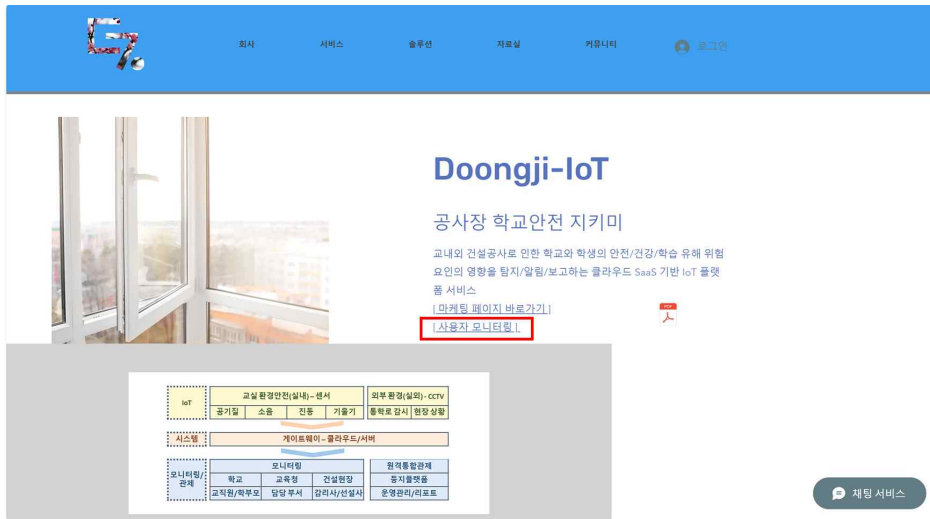 회사 서비스 솔루션 자료실 커뮤니티 로그인
Doongji-IoT
공사장 학교안전 지키미
교내외 건설공사로 인한 학교와 학생의 안전/건강/학습 유해 위험
요인의 영향을 탐지/알림/보고하는 클라우드 SaaS 기반 IoT 플랫
폼 서비스
| 마케팅 페이지 바로가기 |
| 사용자 모니터링 |
PDF
IoT
교실 환경안전(실내) – 센서 외부 환경(실외) - CCTV
공기질 소음 진동 기울기 통학로 감시 현장 상황
시스템 게이트웨이 – 클라우드/서버
모니터링/
관제
모니터링 원격통합관제
학교 교육청 건설현장 둥지플랫폼
교직원/학부모 담당 부서 감리사/선설사 운영관리/리포트
채팅 서비스